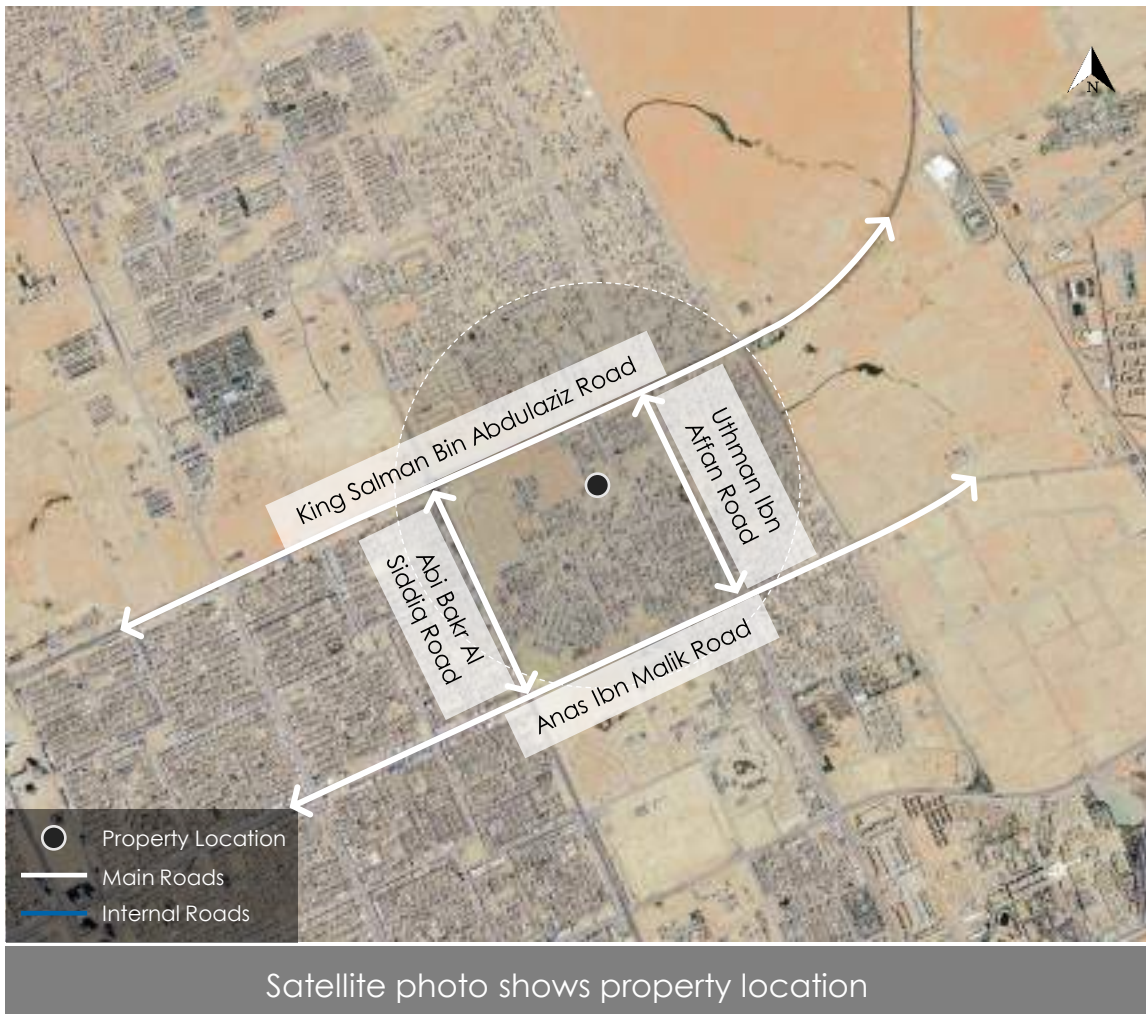 N
King Salman Bin Abdulaziz Road
Uthman Ibn
Affan Road
Abi Bakr Al
Siddiq Road
Anas Ibn Malik Road
Property Location
Main Roads
Internal Roads
Satellite photo shows property location